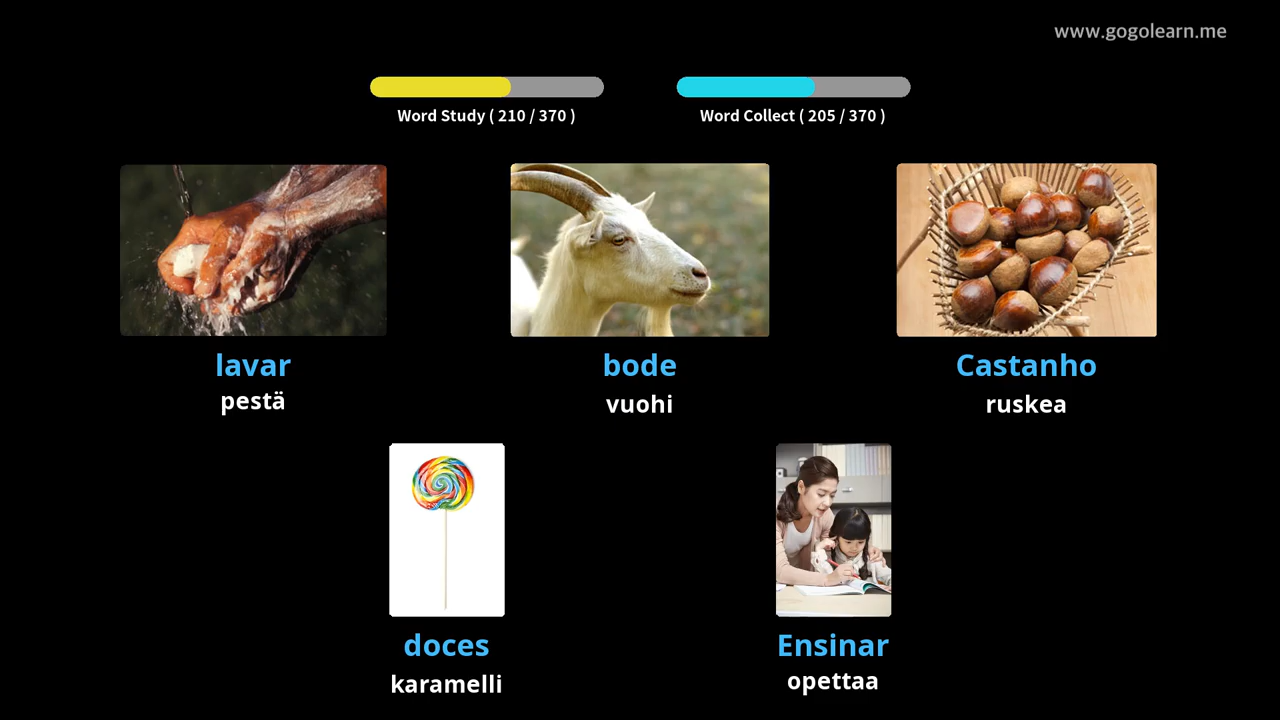 www.gogolearn.me
Word Study ( 210 / 370 )
Word Collect ( 205 / 370 )
lavar
pestä
bode
vuohi
Castanho
ruskea
doces
karamelli
Ensinar
opettaa